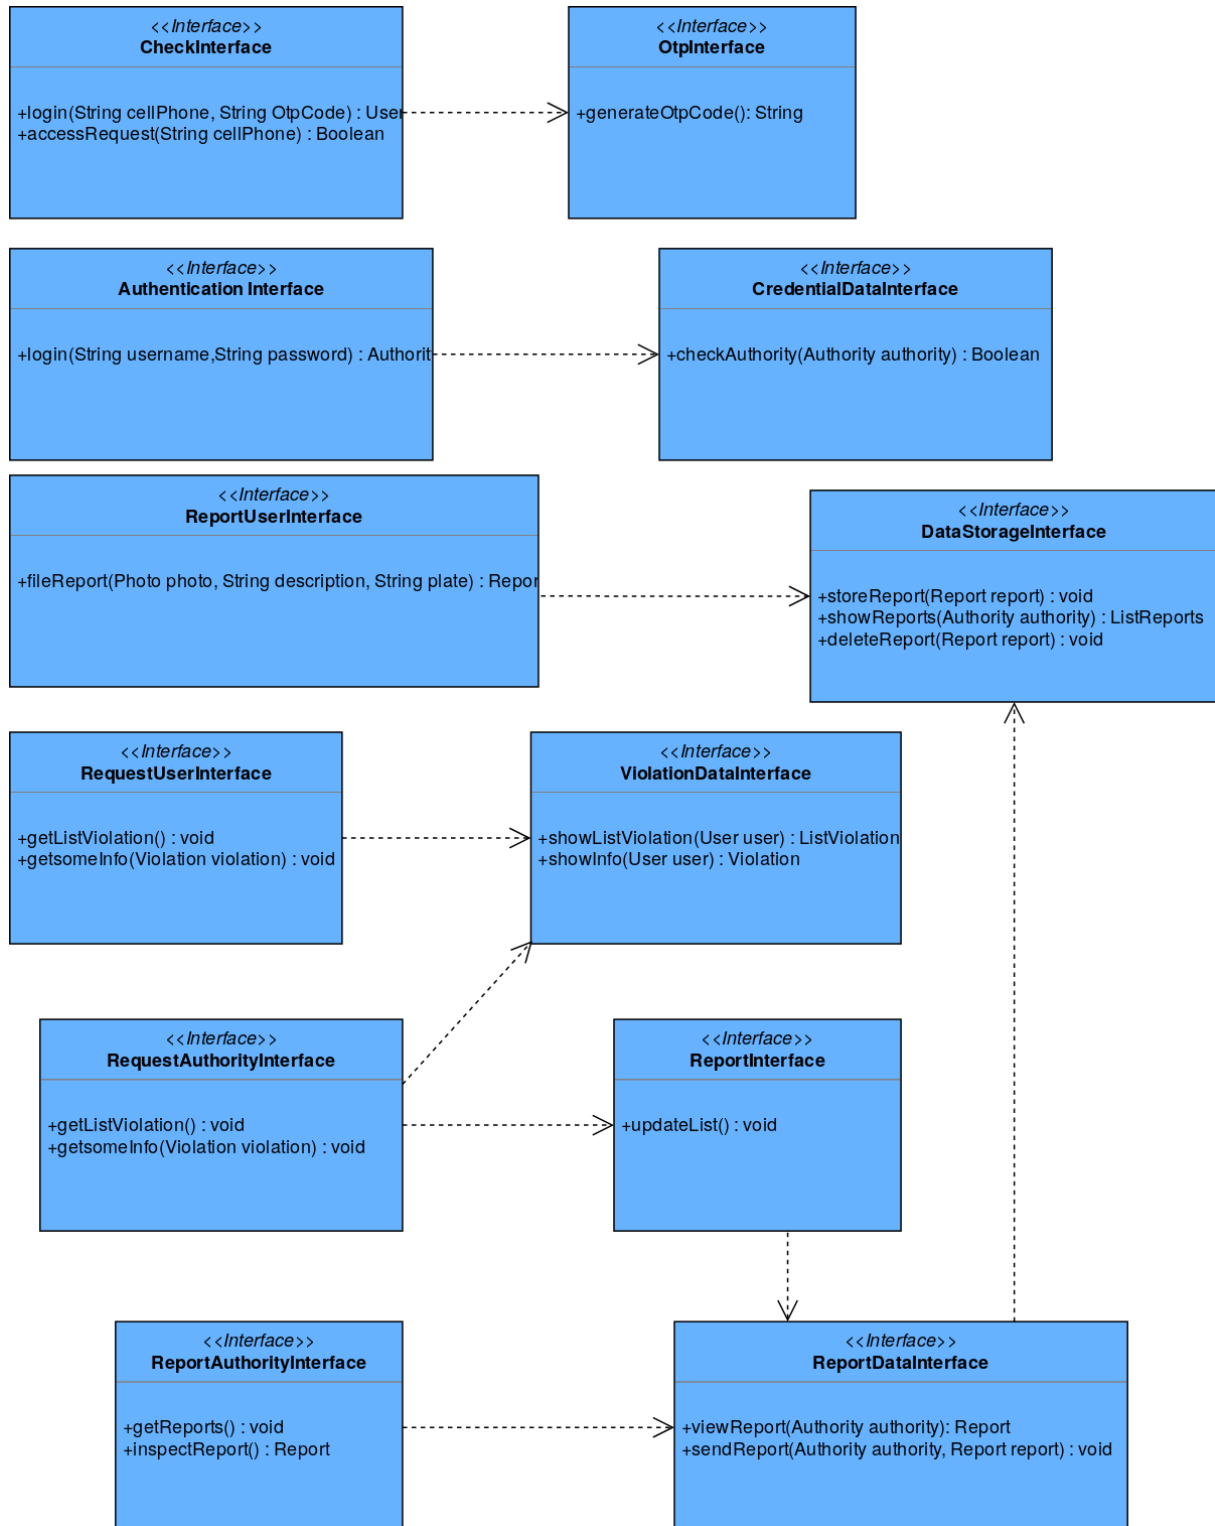 <<Interface>>
CheckInterface
+login(String cellPhone, String OtpCode) : User
+accessRequest(String cellPhone) : Boolean
<<Interface>>
OtpInterface
+generateOtpCode(): String
<<Interface>>
Authentication Interface
+login(String username,String password) : Authorit
<<Interface>>
CredentialDataInterface
+checkAuthority(Authority authority) : Boolean
<<Interface>>
ReportUserInterface
+fileReport(Photo photo, String description, String plate) : Repor
<<Interface>>
DataStorageInterface
+storeReport(Report report) : void
+showReports(Authority authority) : ListReports
+deleteReport(Report report) : void
<<Interface>>
RequestUserInterface
+getListViolation() : void
+getsomeInfo(Violation violation) : void
<<Interface>>
ViolationDataInterface
+showListViolation(User user) : ListViolation
+showInfo(User user) : Violation
<<Interface>>
RequestAuthorityInterface
+getListViolation() : void
+getsomeInfo(Violation violation) : void
<<Interface>>
ReportInterface
+updateList() : void
<<Interface>>
ReportAuthorityInterface
+getReports() : void
+inspectReport() : Report
<<Interface>>
ReportDataInterface
+viewReport(Authority authority): Report
+sendReport(Authority authority, Report report) : void